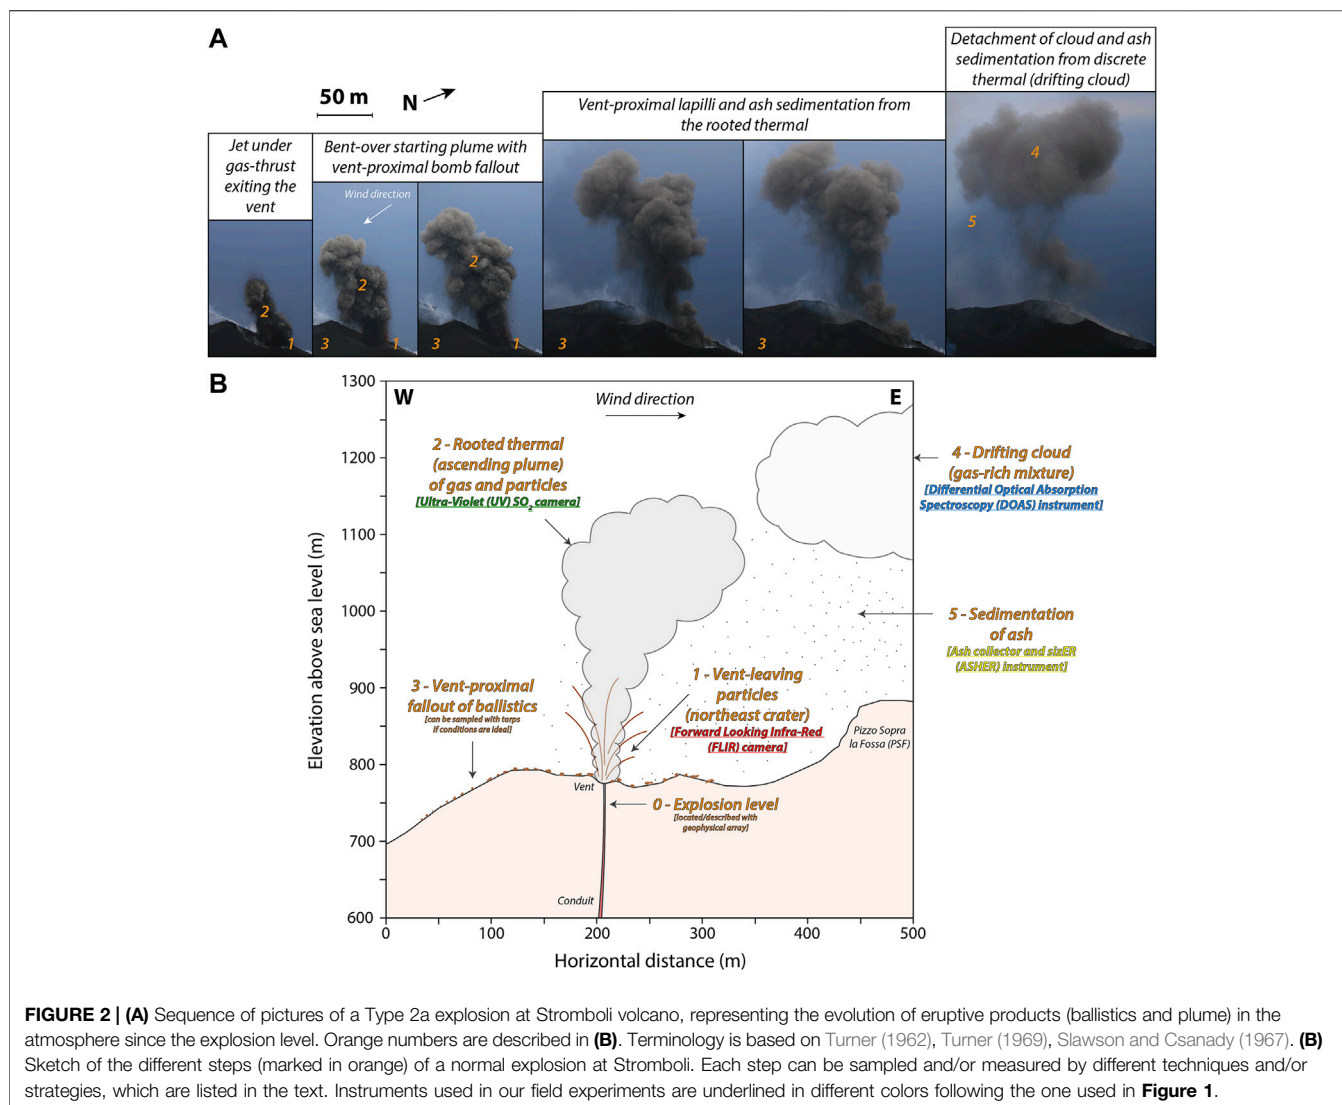 A
50 m
N
Jet under
gas-thrust
exiting the
vent
Bent-over starting plume with
vent-proximal bomb fallout
Wind direction
Vent-proximal lapilli and ash sedimentation from
the rooted thermal
Detachment of cloud and ash
sedimentation from discrete
thermal (drifting cloud)
2
1
2
3
1
2
3
1
3
3
4
5
B
1300
1200
1100
1000
900
800
700
600
Elevation above sea level (m)
W
Wind direction
E
2 - Rooted thermal
(ascending plume)
of gas and particles
[Ultra-Violet (UV) SO2 camera]
4 - Drifting cloud
(gas-rich mixture)
[Differential Optical Absorption
Spectroscopy (DOAS) instrument]
5 - Sedimentation
of ash
[Ash collector and sizER
(ASHER) instrument]
3 - Vent-proximal
fallout of ballistics
[can be sampled with tarps
if conditions are ideal]
1 - Vent-leaving
particles
(northeast crater)
[Forward Looking Infra-Red
(FLIR) camera]
Pizzo Sopra
la Fossa (PSF)
Vent
0 - Explosion level
[located/described with
geophysical array]
Conduit
0 100 200 300 400 500
Horizontal distance (m)
FIGURE 2 | (A) Sequence of pictures of a Type 2a explosion at Stromboli volcano, representing the evolution of eruptive products (ballistics and plume) in the
atmosphere since the explosion level. Orange numbers are described in (B). Terminology is based on Turner (1962), Turner (1969), Slawson and Csanady (1967). (B)
Sketch of the different steps (marked in orange) of a normal explosion at Stromboli. Each step can be sampled and/or measured by different techniques and/or
strategies, which are listed in the text. Instruments used in our field experiments are underlined in different colors following the one used in Figure 1.